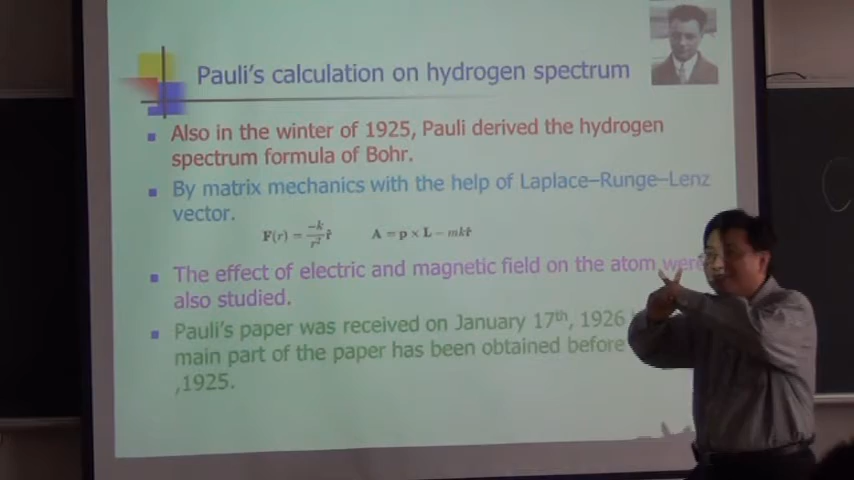 Pauli's calculation on hydrogen spectrum
Also in the winter of 1925, Pauli derived the hydrogen
spectrum formula of Bohr.
By matrix mechanics with the help of Laplace–Runge–Lenz
vector.
F(r) = −k/r² r̂   A = p × L − mkr̂
The effect of electric and magnetic field on the atom were
also studied.
Pauli's paper was received on January 17th, 1926
main part of the paper has been obtained before
,1925.